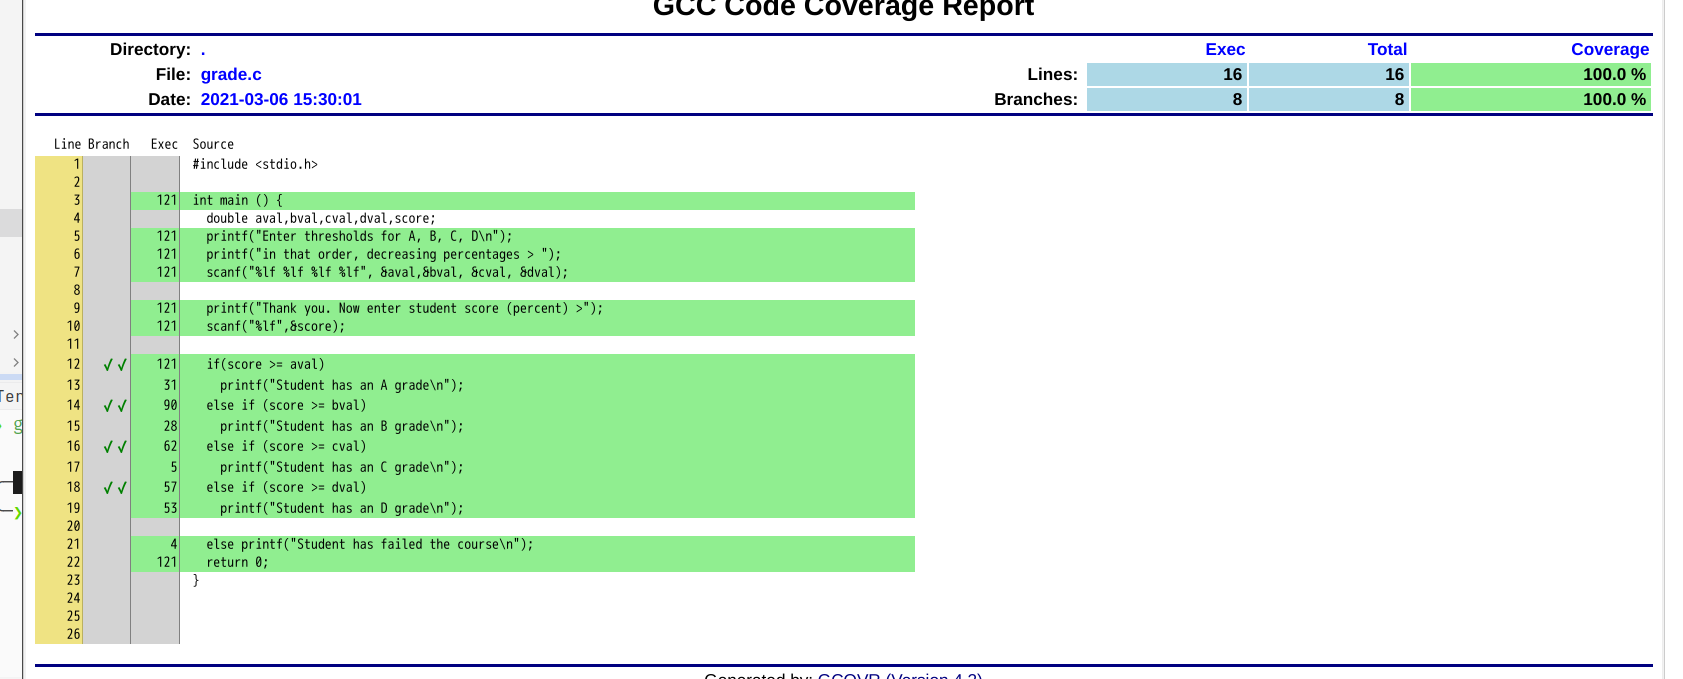 GCC Code Coverage Report
Directory: .
Exec Total Coverage
File: grade.c
Lines: 16 16 100.0 %
Date: 2021-03-06 15:30:01
Branches: 8 8 100.0 %
Line Branch Exec Source
1 #include <stdio.h>
2
3 121 int main () {
4 double aval,bval,cval,dval,score;
5 121 printf("Enter thresholds for A, B, C, D\n");
6 121 printf("in that order, decreasing percentages > ");
7 121 scanf("%lf %lf %lf %lf", &aval,&bval, &cval, &dval);
8
9 121 printf("Thank you. Now enter student score (percent) >");
10 121 scanf("%lf",&score);
11
12 ✓✓ 121 if(score >= aval)
13 31 printf("Student has an A grade\n");
14 ✓✓ 90 else if (score >= bval)
15 28 printf("Student has an B grade\n");
16 ✓✓ 62 else if (score >= cval)
17 5 printf("Student has an C grade\n");
18 ✓✓ 57 else if (score >= dval)
19 53 printf("Student has an D grade\n");
20
21 4 else printf("Student has failed the course\n");
22 121 return 0;
23 }
24
25
26
Generated by: GCOVR (Version 4.2)